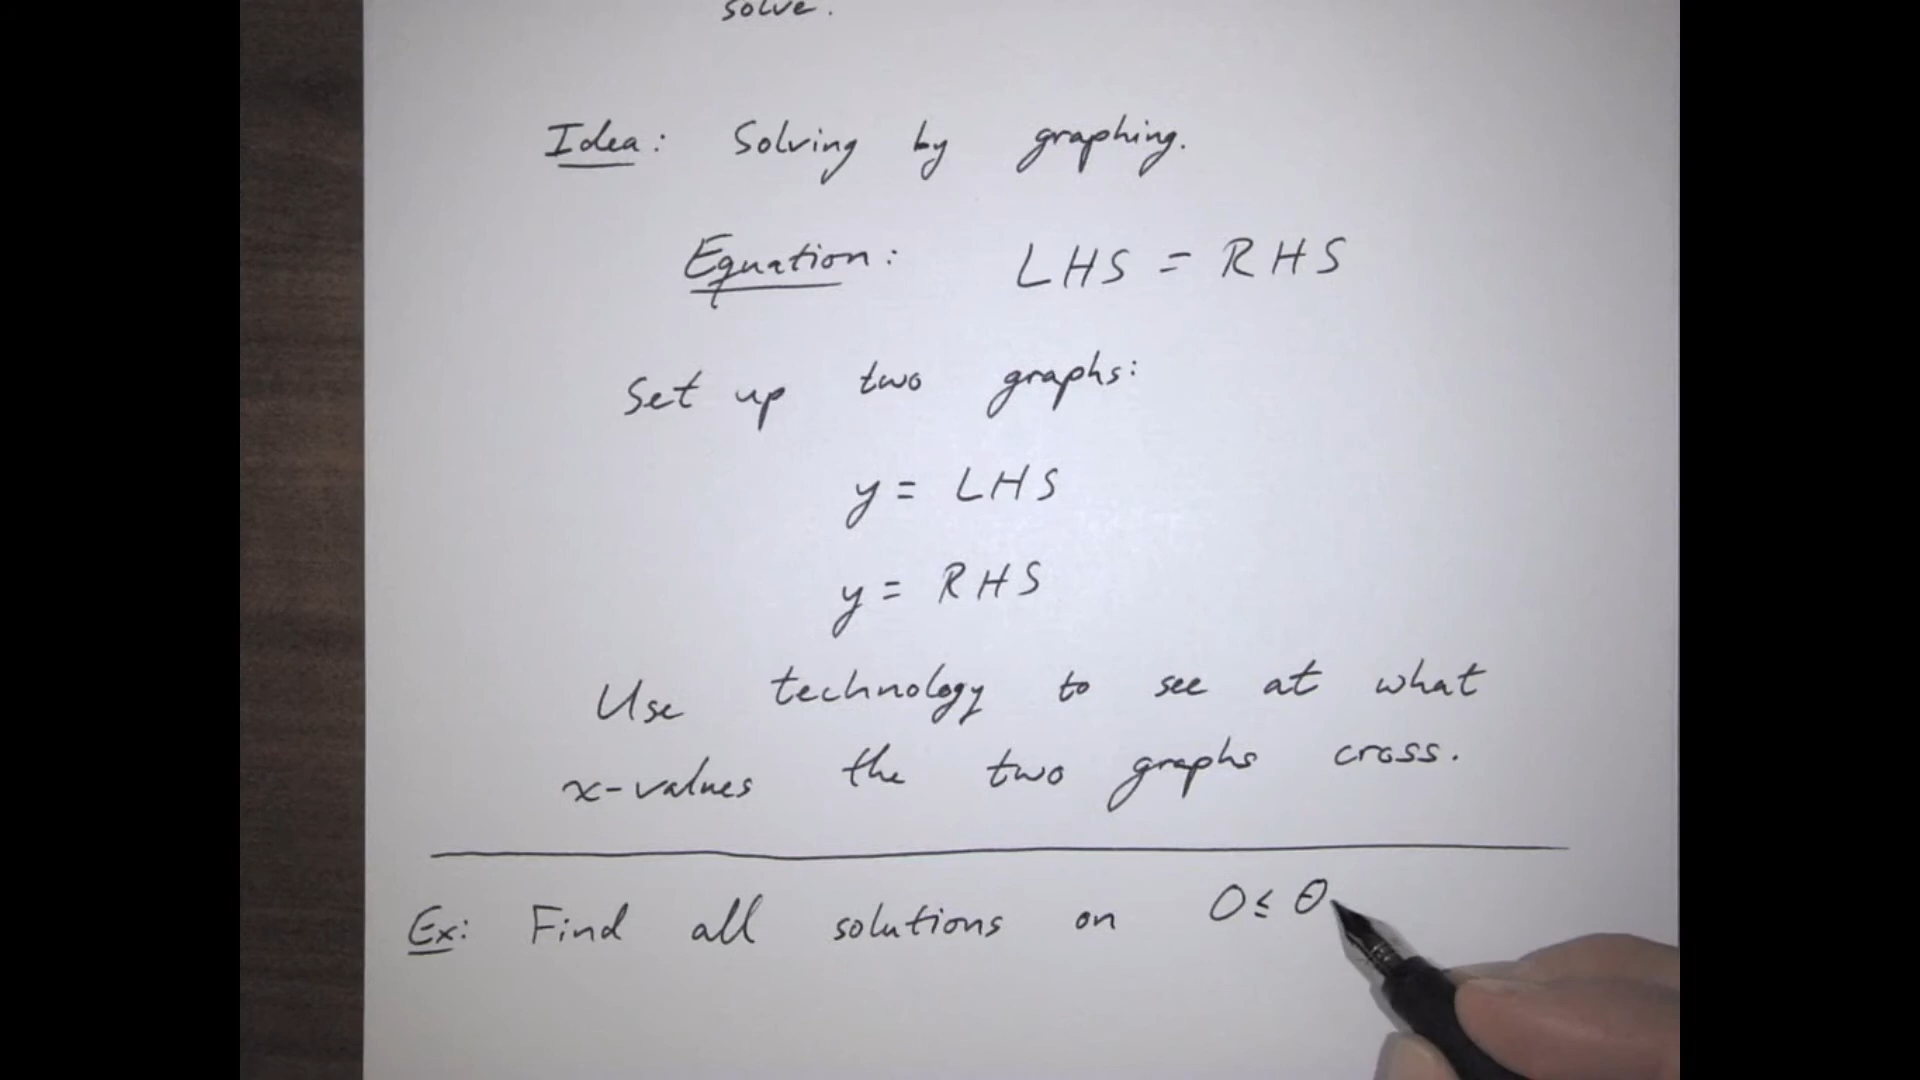 solve.
Idea: Solving by graphing.
Equation: LHS = RHS
Set up two graphs:
y = LHS
y = RHS
Use technology to see at what
x-values the two graphs cross.
Ex: Find all solutions on 0 ≤ θ